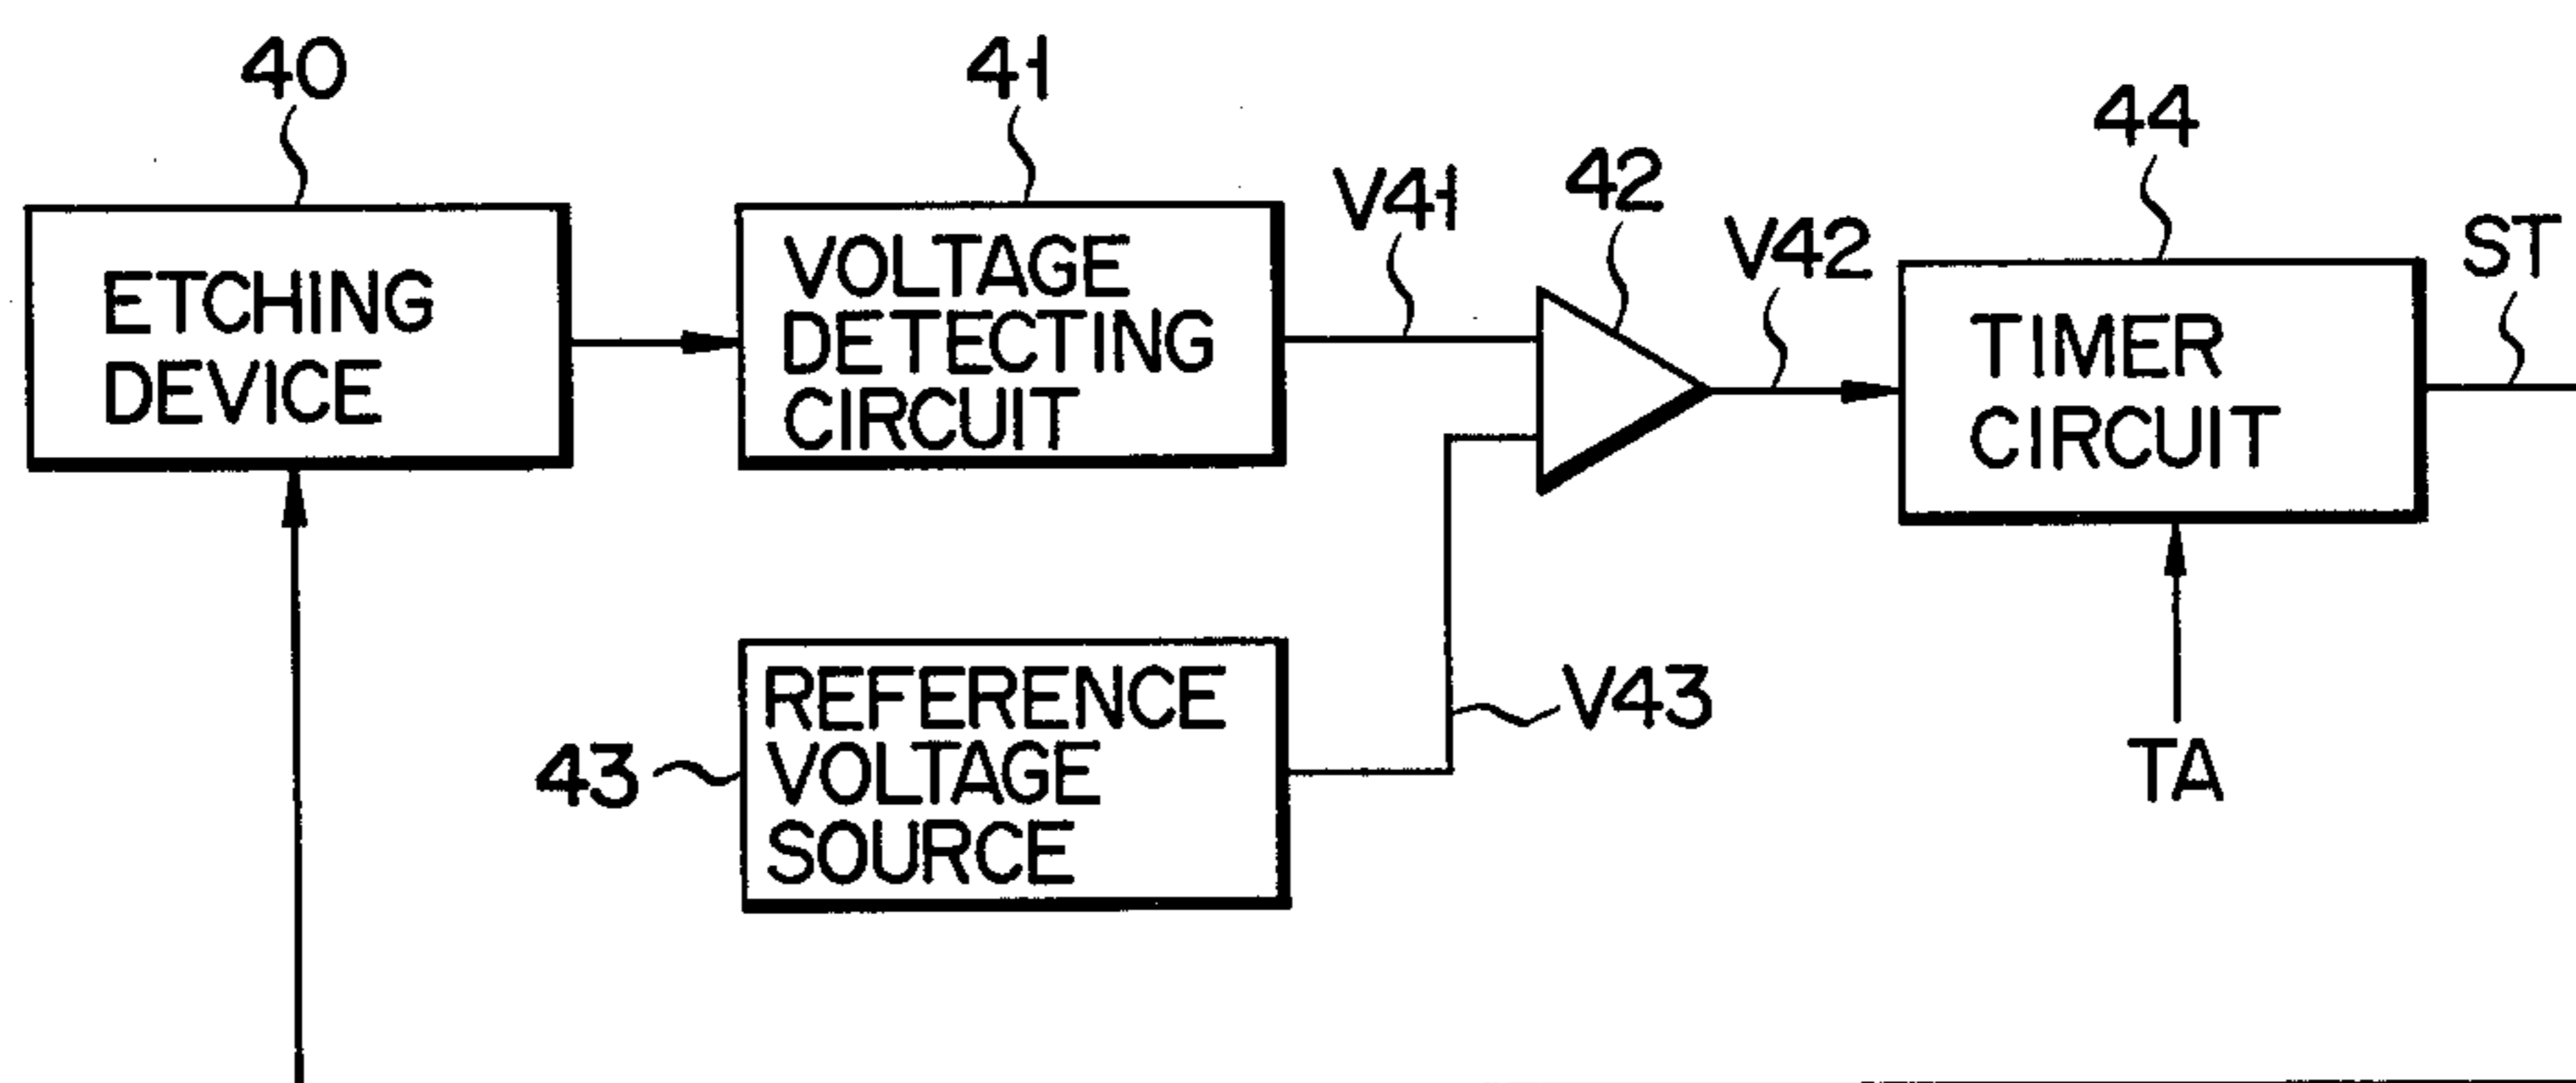 40
41
44
42
V41
V42
ST
ETCHING
DEVICE
VOLTAGE
DETECTING
CIRCUIT
TIMER
CIRCUIT
REFERENCE
VOLTAGE
SOURCE
43
V43
TA